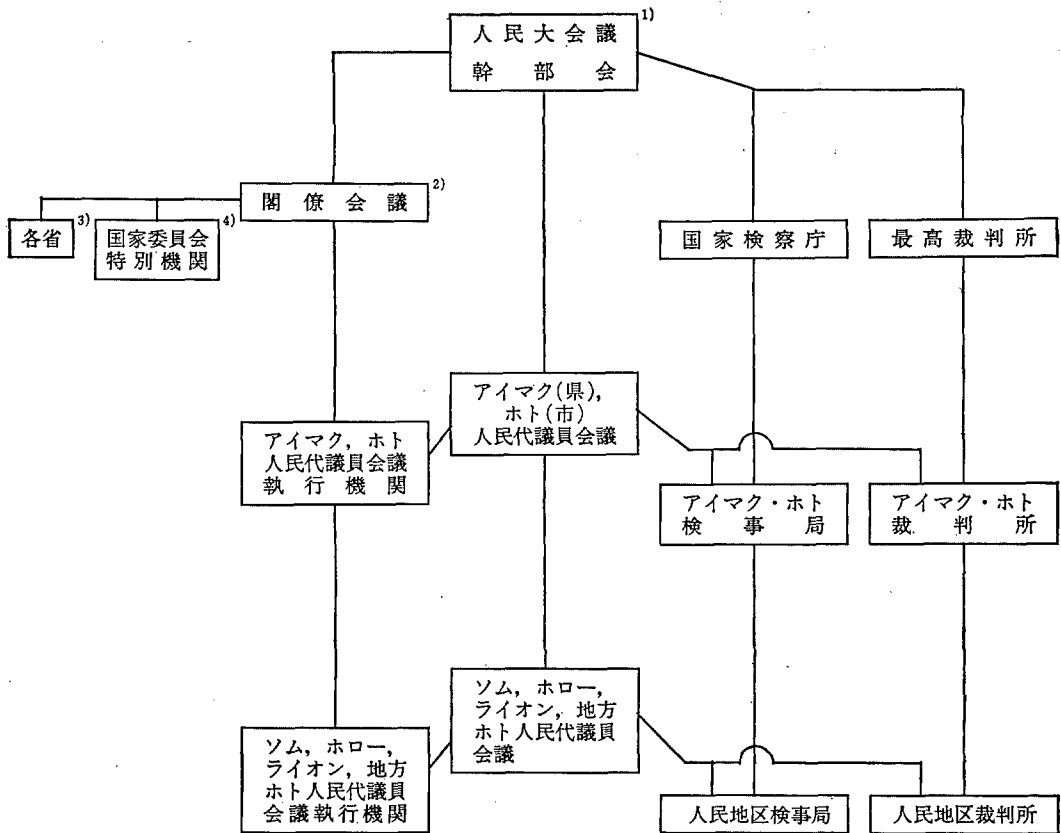 人民大会議 1)
幹部会
閣僚会議 2)
各省 3)
国家委員会 4)
特別機関
国家検察庁
最高裁判所
アイマク(県),
ホト(市)
人民代議員会議
アイマク, ホト
人民代議員会議
執行機関
アイマク・ホト
検事局
アイマク・ホト
裁判所
ソム, ホロー,
ライオン, 地方
ホト人民代議員
会議
ソム, ホロー,
ライオン, 地方
ホト人民代議員
会議執行機関
人民地区検事局
人民地区裁判所